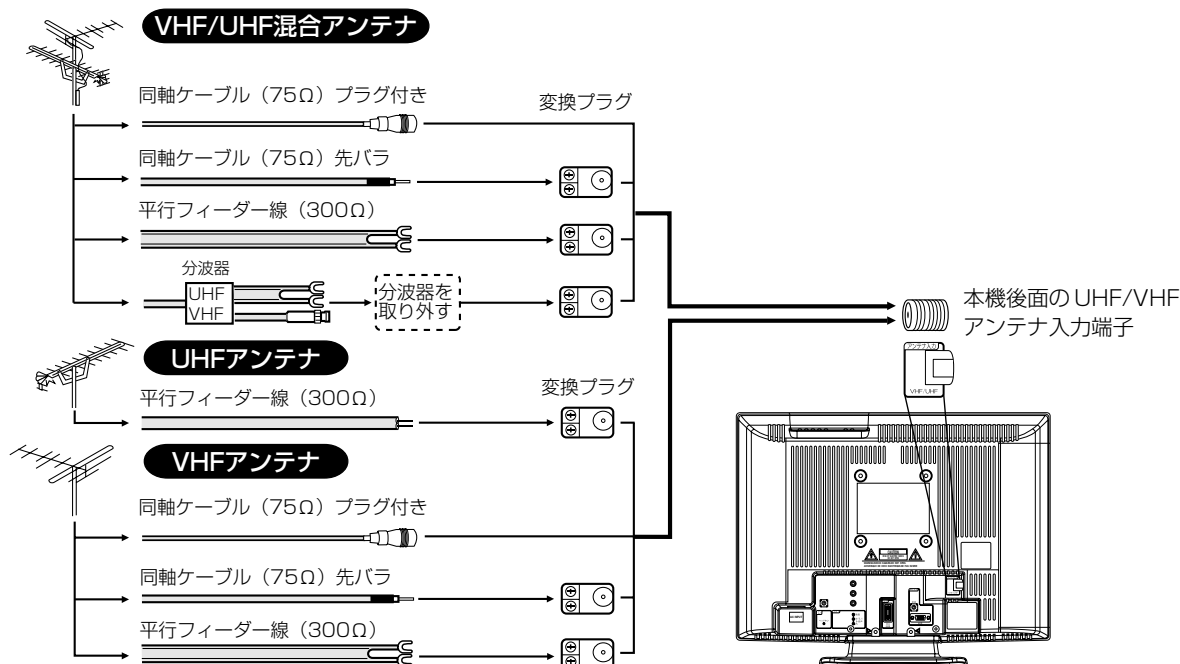 VHF/UHF混合アンテナ
同軸ケーブル（75Ω）プラグ付き
変換プラグ
同軸ケーブル（75Ω）先バラ
平行フィーダー線（300Ω）
分波器
UHF
VHF
分波器を
取り外す
本機後面の UHF/VHF
アンテナ入力端子
アンテナ入力
VHF/UHF
UHFアンテナ
平行フィーダー線（300Ω）
変換プラグ
VHFアンテナ
同軸ケーブル（75Ω）プラグ付き
同軸ケーブル（75Ω）先バラ
平行フィーダー線（300Ω）